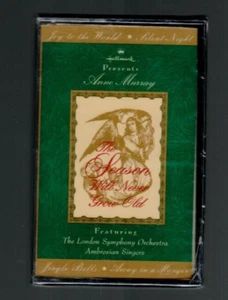 Joy to the World • Silent Night
Hallmark
Presents
Anne Murray
The
Season
Will Never
Grow Old
Featuring
The London Symphony Orchestra
Ambrosian Singers
Jingle Bells • Away in a Manger